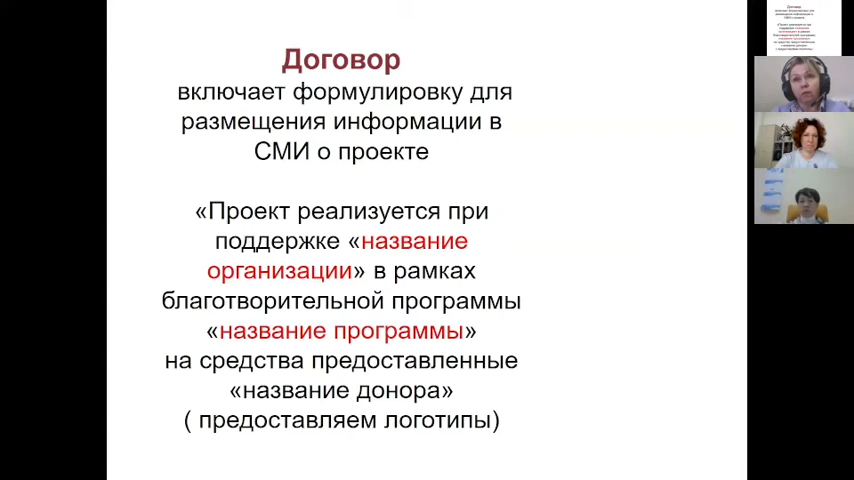 Договор
включает формулировку для
размещения информации в
СМИ о проекте
«Проект реализуется при
поддержке «название
организации» в рамках
благотворительной программы
«название программы»
на средства предоставленные
«название донора»
( предоставляем логотипы)